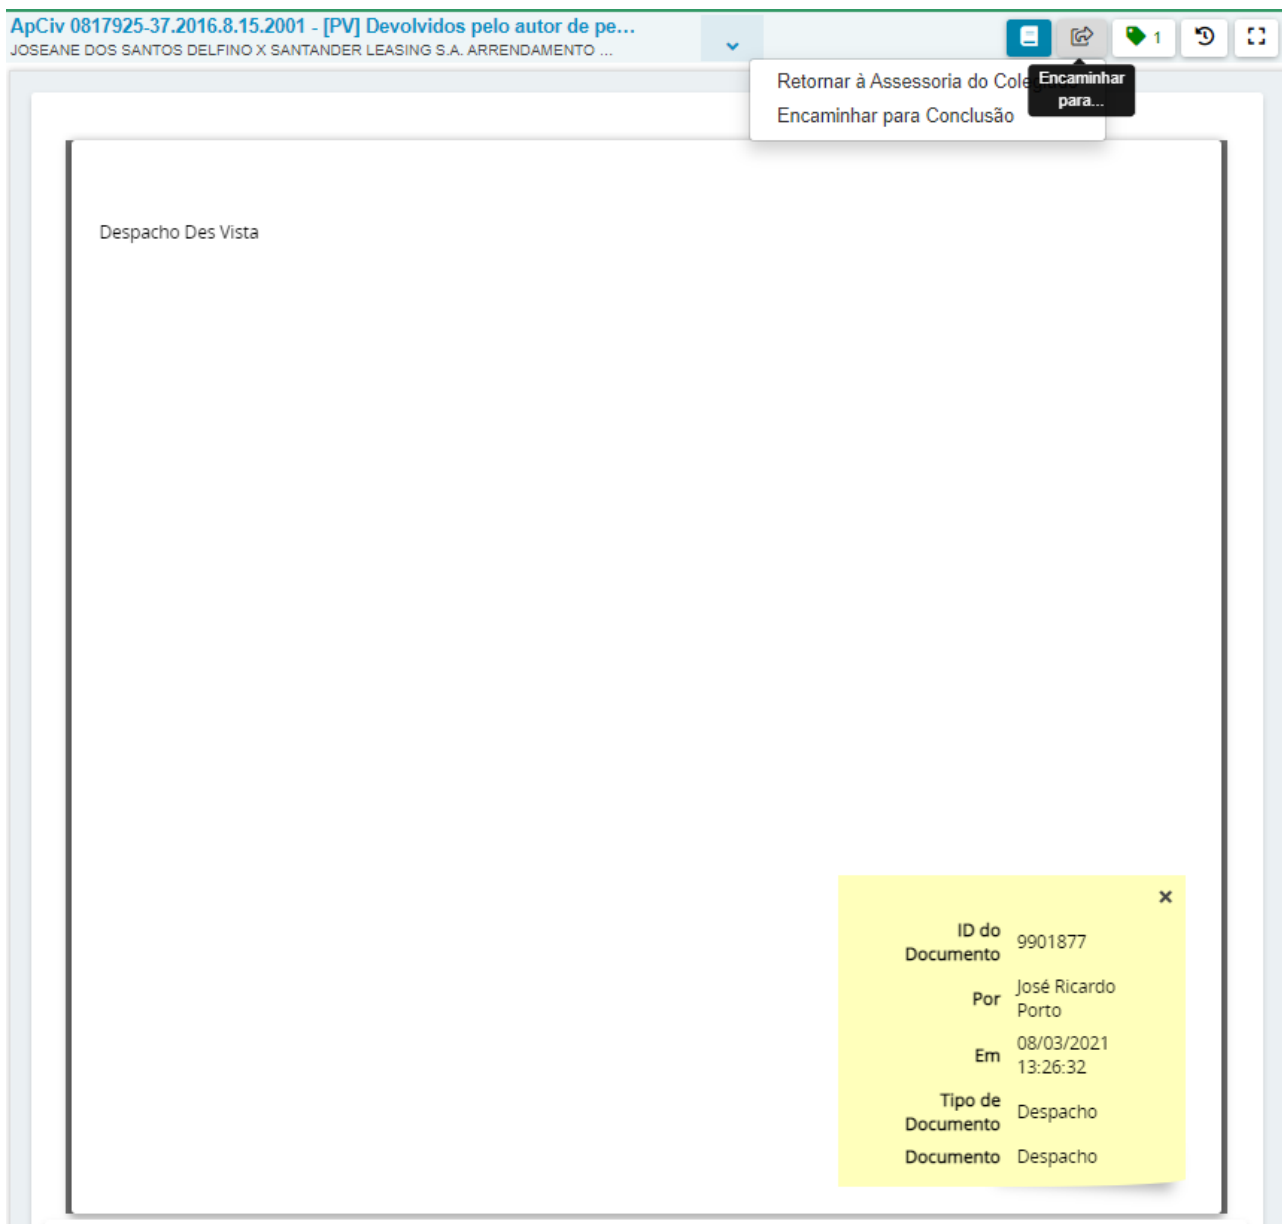 ApCiv 0817925-37.2016.8.15.2001 - [PV] Devolvidos pelo autor de pe...
JOSEANE DOS SANTOS DELFINO X SANTANDER LEASING S.A. ARRENDAMENTO ...
1
Retornar à Assessoria do
Encaminhar para...
Encaminhar para Conclusão
Despacho Des Vista
ID do Documento 9901877
Por José Ricardo Porto
Em 08/03/2021 13:26:32
Tipo de Documento Despacho
Documento Despacho